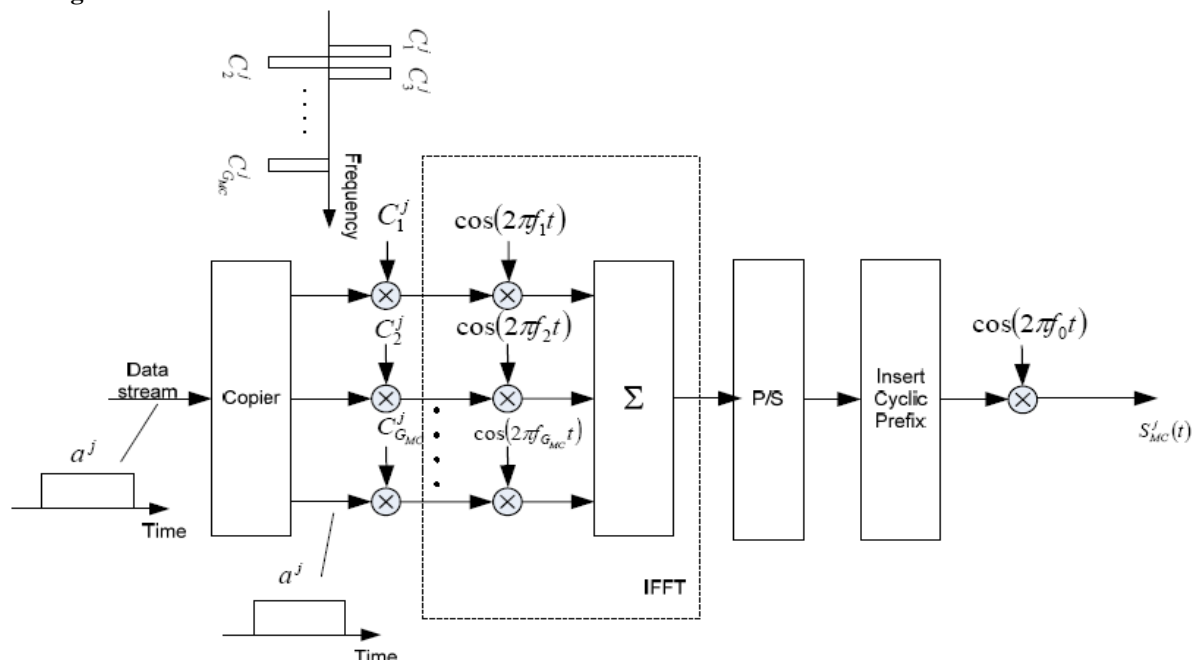 C_1^j
C_2^j
C_3^j
C_{G_{MC}}^j
Frequency
C_1^j
cos(2πf_1t)
C_2^j
cos(2πf_2t)
cos(2πf_0t)
Data
stream
Copier
Σ
P/S
Insert
Cyclic
Prefix
C_{G_{MC}}^j
cos(2πf_{G_{MC}}t)
S_{MC}^j(t)
a^j
Time
a^j
IFFT
Time